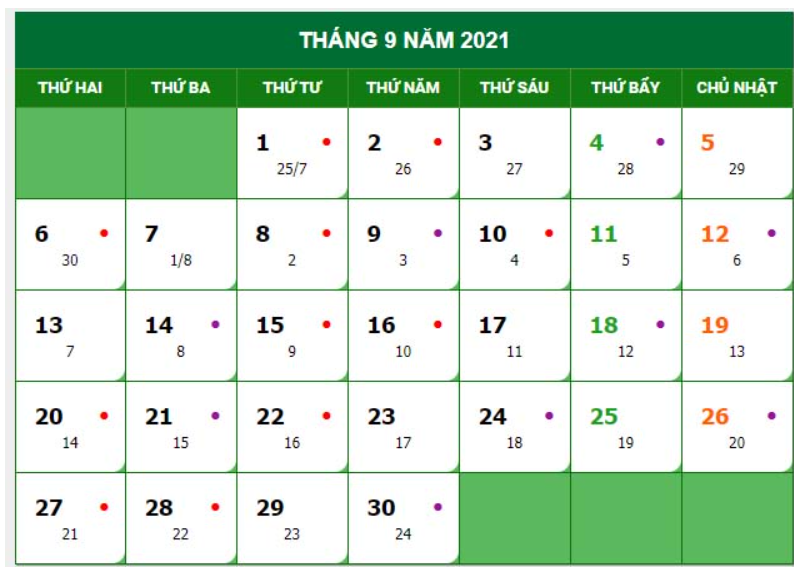 THÁNG 9 NĂM 2021
THỨ HAI THỨ BA THỨ TƯ THỨ NĂM THỨ SÁU THỨ BẨY CHỦ NHẬT
1 2 3 4 5
25/7 26 27 28 29
6 7 8 9 10 11 12
30 1/8 2 3 4 5 6
13 14 15 16 17 18 19
7 8 9 10 11 12 13
20 21 22 23 24 25 26
14 15 16 17 18 19 20
27 28 29 30
21 22 23 24